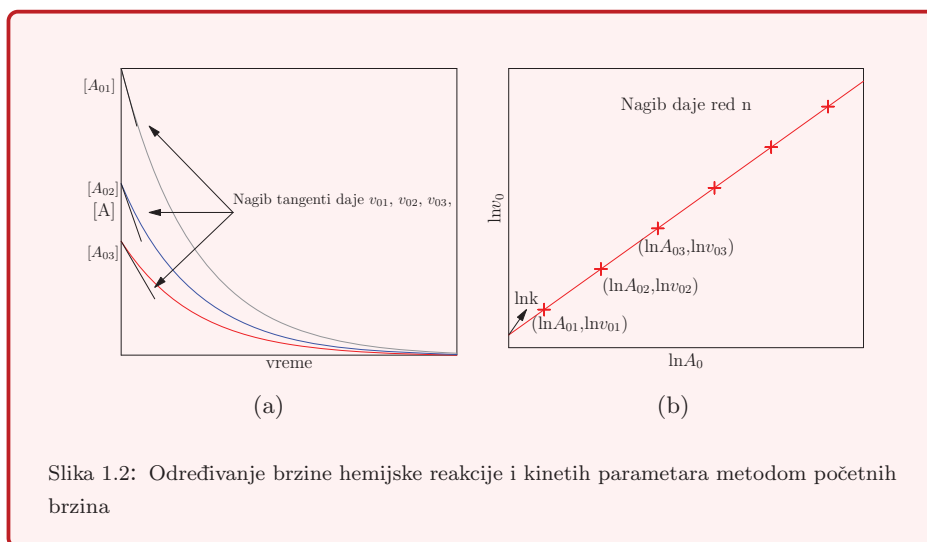 [A₀₁]
[A₀₂]
[A]
[A₀₃]
Nagib tangenti daje v₀₁, v₀₂, v₀₃,
vreme
(a)
Nagib daje red n
lnv₀
(lnA₀₃,lnv₀₃)
(lnA₀₂,lnv₀₂)
lnk
(lnA₀₁,lnv₀₁)
lnA₀
(b)
Slika 1.2: Određivanje brzine hemijske reakcije i kinetih parametara metodom početnih
brzina